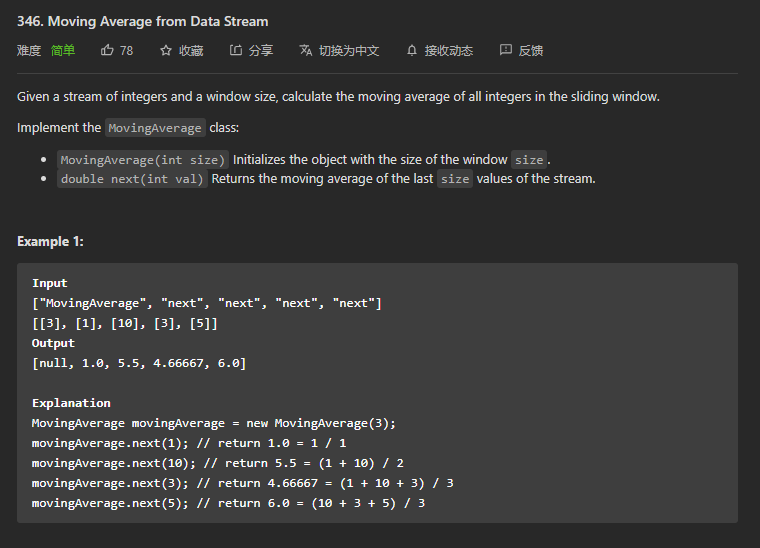 346. Moving Average from Data Stream
难度 简单 78 收藏 分享 切换为中文 接收动态 反馈
Given a stream of integers and a window size, calculate the moving average of all integers in the sliding window.
Implement the MovingAverage class:
• MovingAverage(int size) Initializes the object with the size of the window size.
• double next(int val) Returns the moving average of the last size values of the stream.
Example 1:
Input
["MovingAverage", "next", "next", "next", "next"]
[[3], [1], [10], [3], [5]]
Output
[null, 1.0, 5.5, 4.66667, 6.0]
Explanation
MovingAverage movingAverage = new MovingAverage(3);
movingAverage.next(1); // return 1.0 = 1 / 1
movingAverage.next(10); // return 5.5 = (1 + 10) / 2
movingAverage.next(3); // return 4.66667 = (1 + 10 + 3) / 3
movingAverage.next(5); // return 6.0 = (10 + 3 + 5) / 3